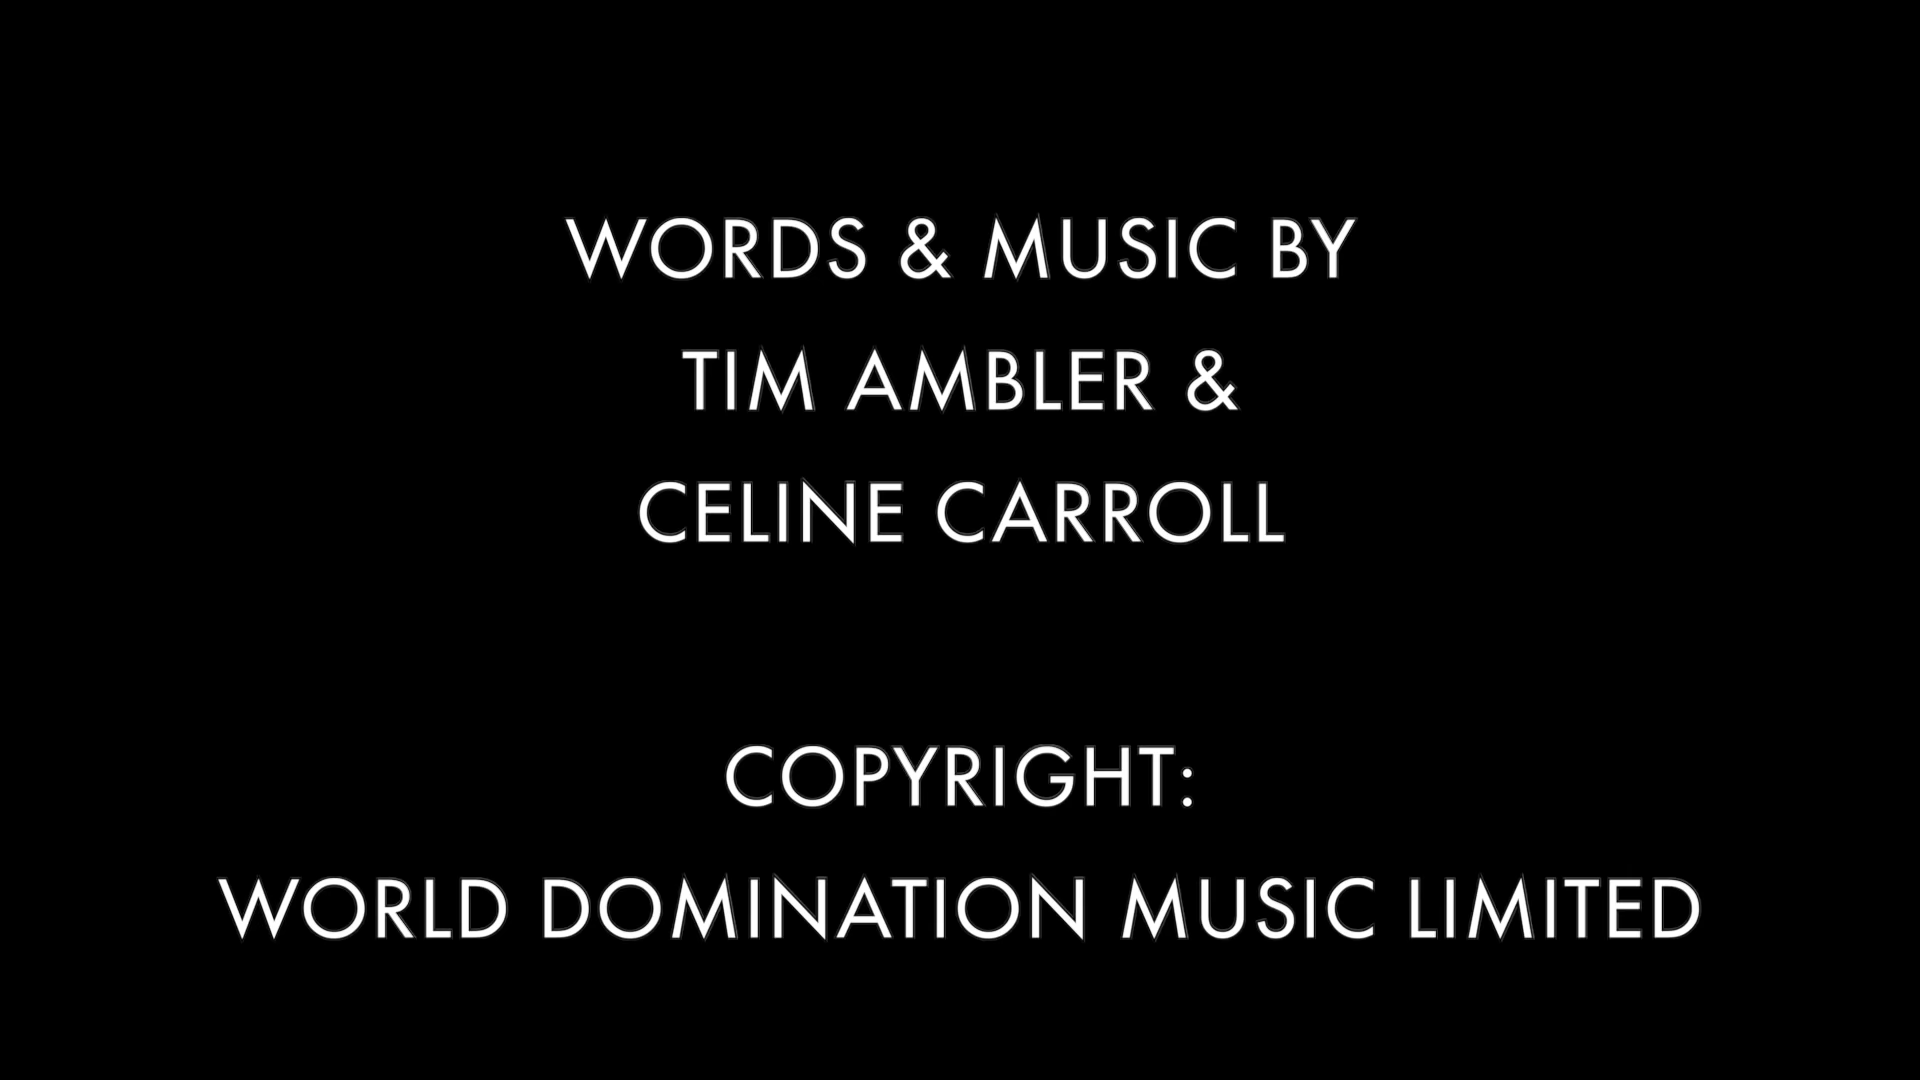 WORDS & MUSIC BY
TIM AMBLER &
CELINE CARROLL
COPYRIGHT:
WORLD DOMINATION MUSIC LIMITED